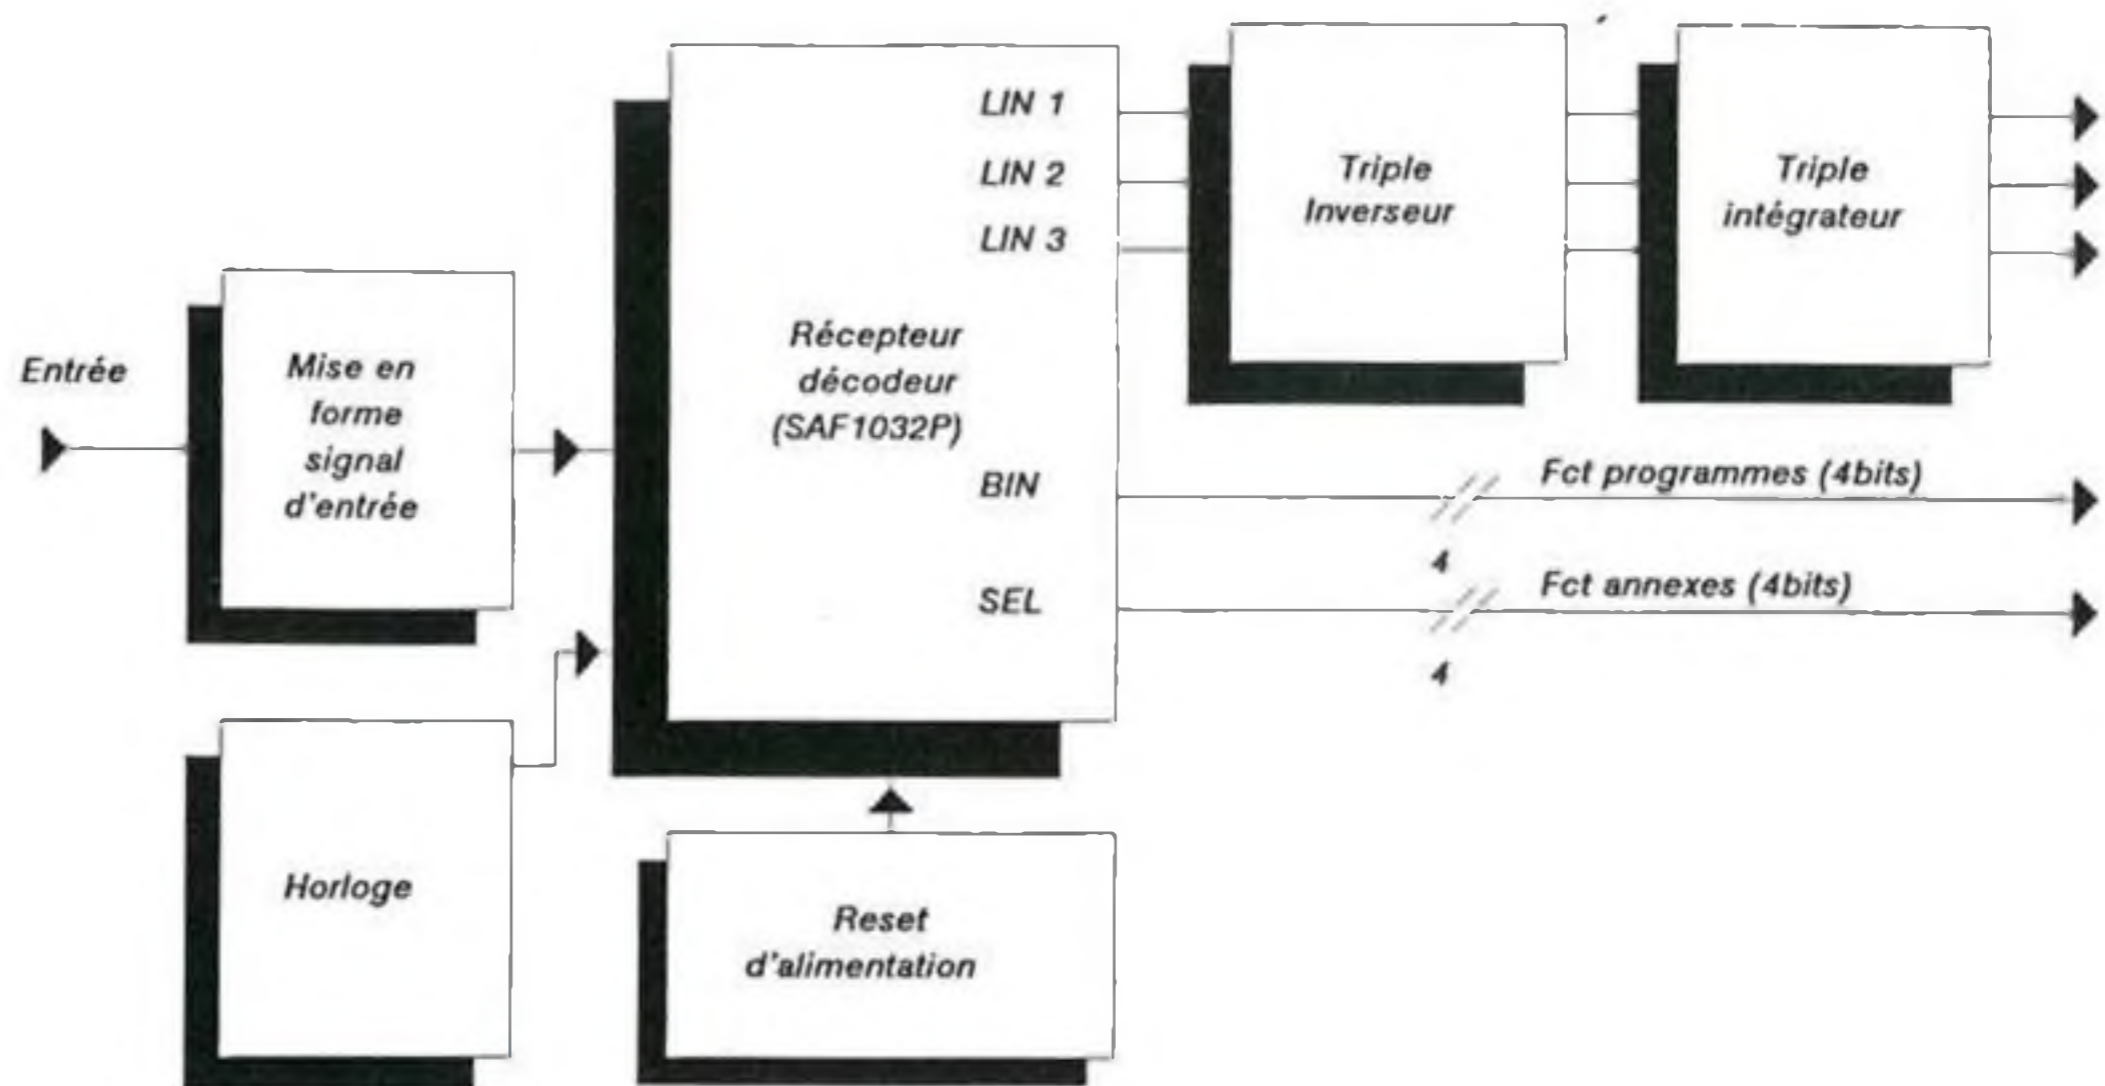 Entrée
Mise en
forme
signal
d'entrée
Horloge
Récepteur
décodeur
(SAF1032P)
LIN 1
LIN 2
LIN 3
BIN
SEL
Reset
d'alimentation
Triple
Inverseur
Triple
intégrateur
Fct programmes (4bits)
4
Fct annexes (4bits)
4